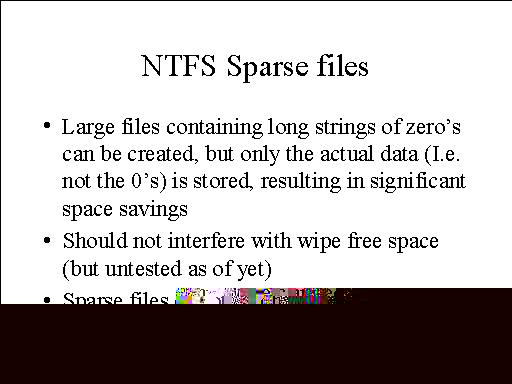 NTFS Sparse files
• Large files containing long strings of zero’s
can be created, but only the actual data (I.e.
not the 0’s) is stored, resulting in significant
space savings
• Should not interfere with wipe free space
(but untested as of yet)
• Sparse files